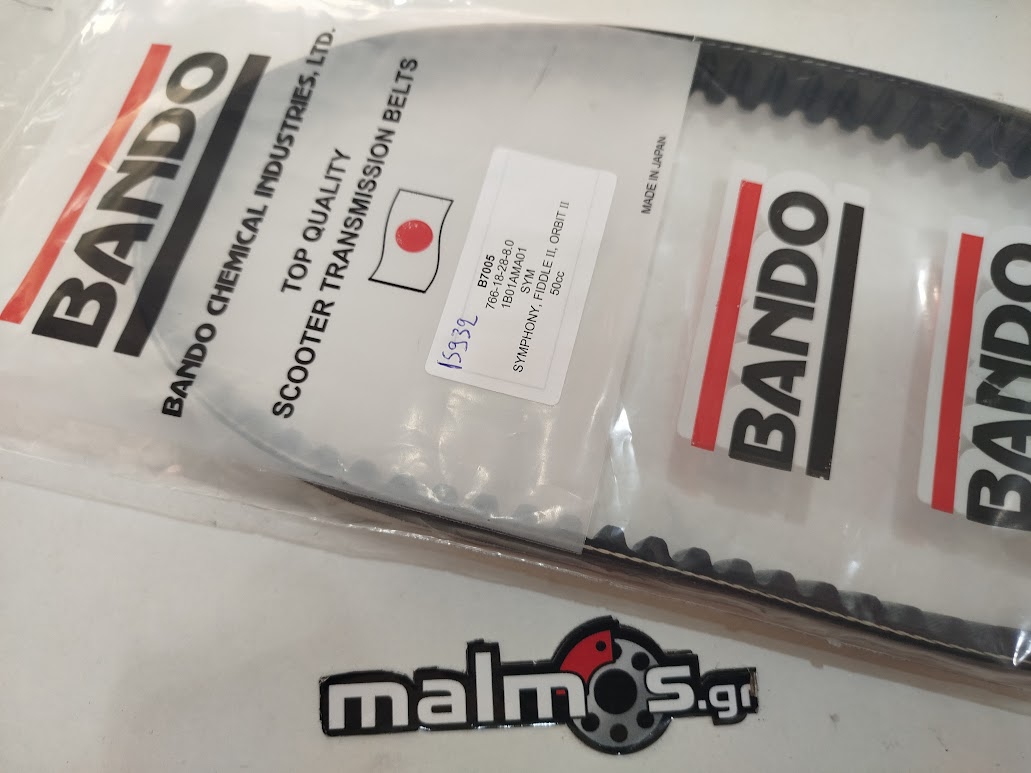 BANDO
BANDO CHEMICAL INDUSTRIES, LTD.
TOP QUALITY
SCOOTER TRANSMISSION BELTS
B7005
766-18-28-8.0
1B01AMA01
SYM
SYMPHONY, FIDDLE II, ORBIT II
50cc
15932
MADE IN JAPAN
BANDO
BANDO
malmos.gr